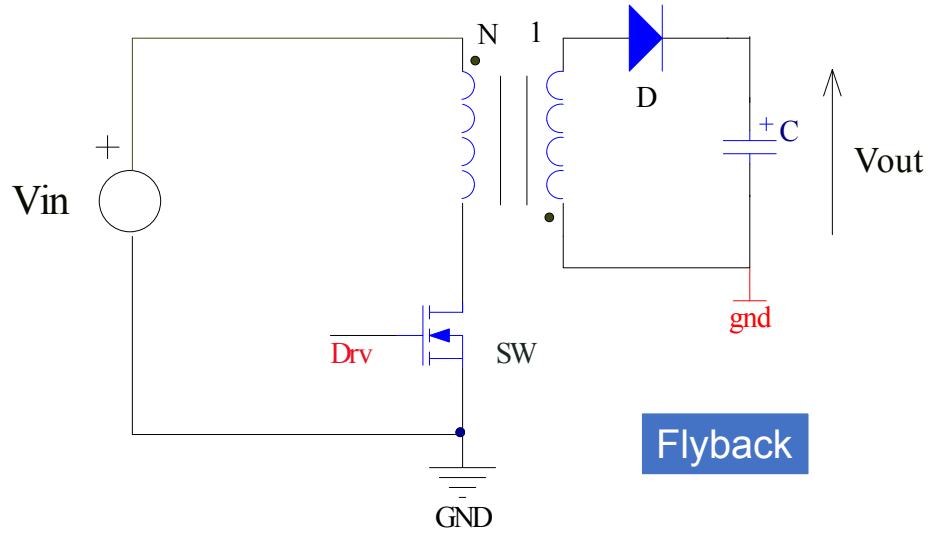 N 1
D
+ C
+
Vin
Vout
gnd
Drv
SW
Flyback
GND